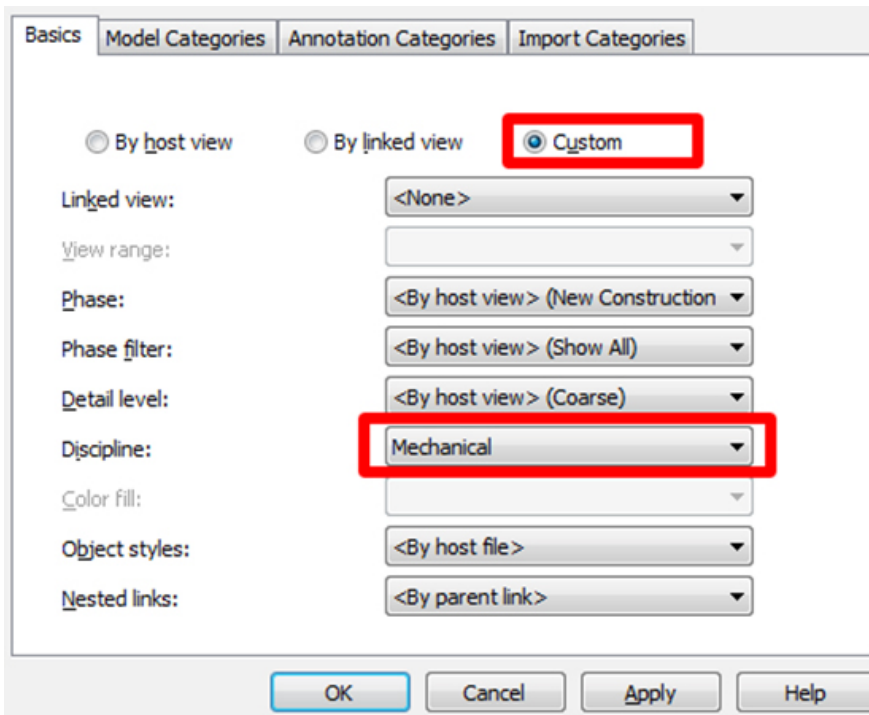 Basics Model Categories Annotation Categories Import Categories
By host view By linked view Custom
Linked view: <None>
View range:
Phase: <By host view> (New Construction
Phase filter: <By host view> (Show All)
Detail level: <By host view> (Coarse)
Discipline: Mechanical
Color fill:
Object styles: <By host file>
Nested links: <By parent link>
OK Cancel Apply Help